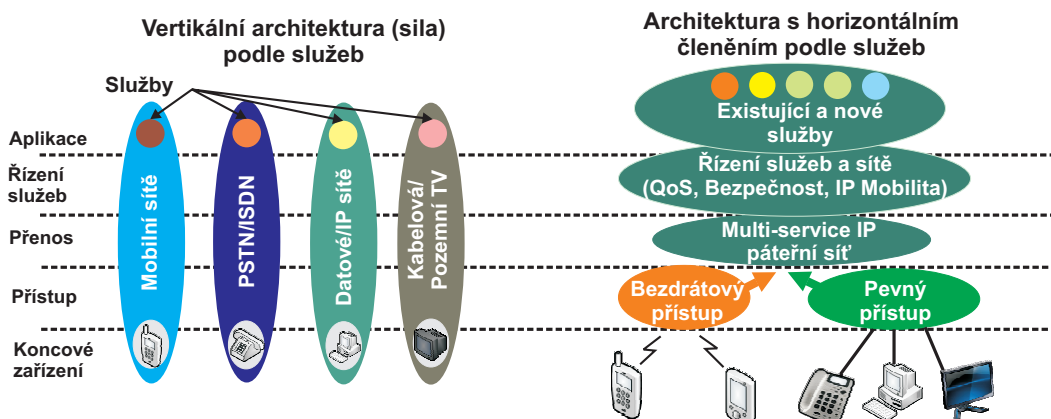 Vertikální architektura (sila)
podle služeb
Služby
Aplikace
Řízení
služeb
Přenos
Přístup
Koncové
zařízení
Mobilní sítě
PSTN/ISDN
Datové/IP sítě
Kabelová/
Pozemní TV
Architektura s horizontálním
členěním podle služeb
Existující a nové
služby
Řízení služeb a sítě
(QoS, Bezpečnost, IP Mobilita)
Multi-service IP
páteřní síť
Bezdrátový
přístup
Pevný
přístup